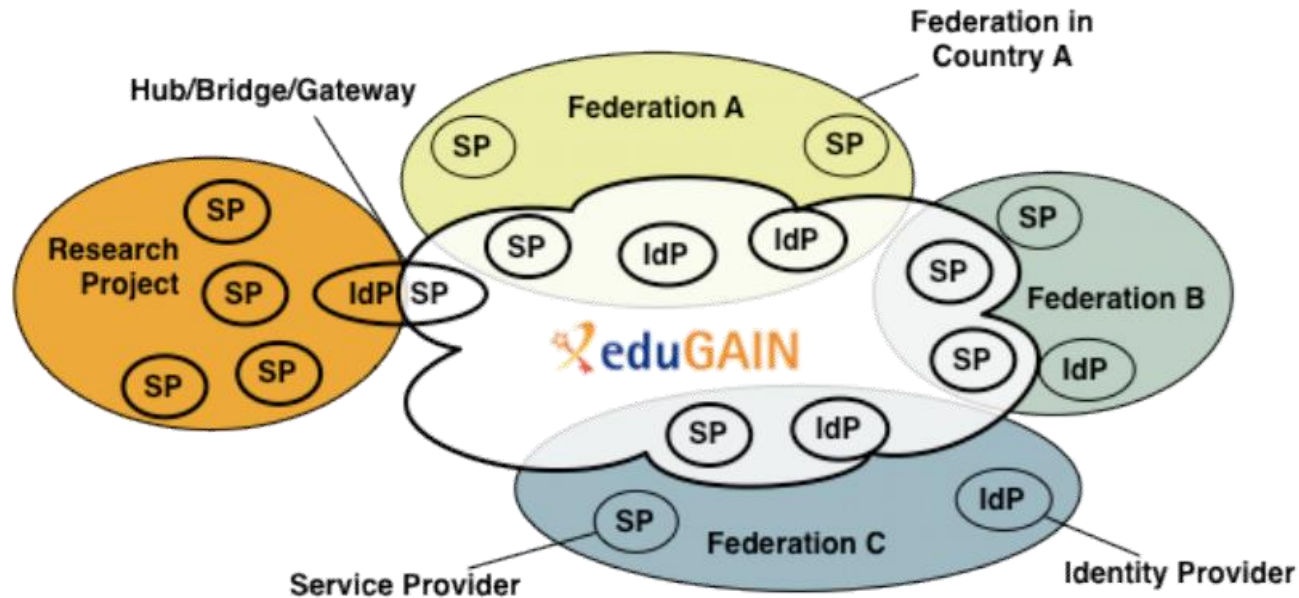 Federation in
Country A
Hub/Bridge/Gateway
Federation A
SP
SP
SP
IdP
IdP
Research
Project
SP
SP
SP
SP
IdP
SP
SP
SP
SP
Federation B
IdP
eduGAIN
SP
IdP
SP
IdP
Federation C
Service Provider
Identity Provider